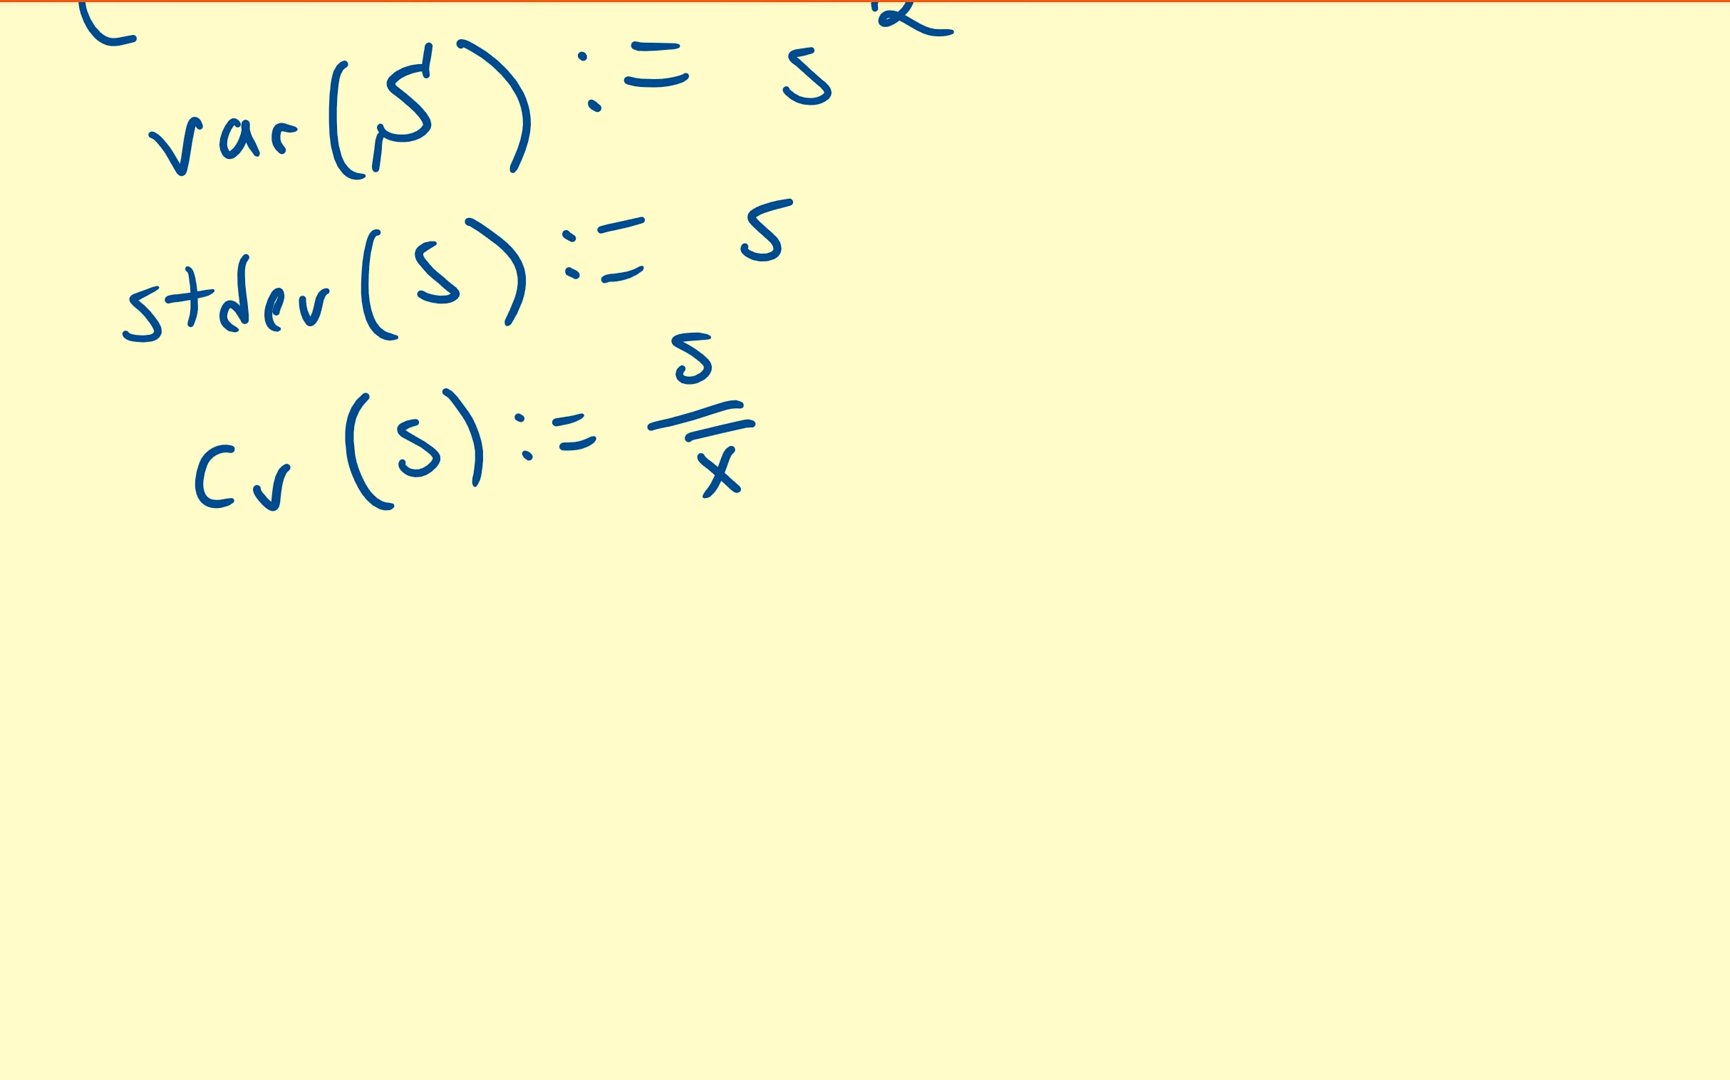 var(S) := s²
stdev(S) := s
cv(S) := s / x̄